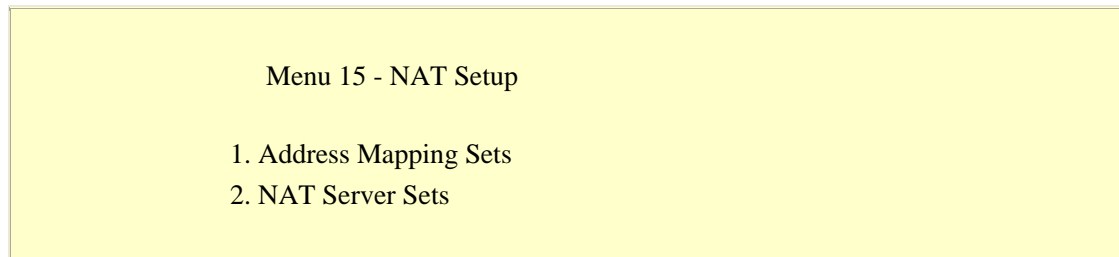 Menu 15 - NAT Setup
1. Address Mapping Sets
2. NAT Server Sets